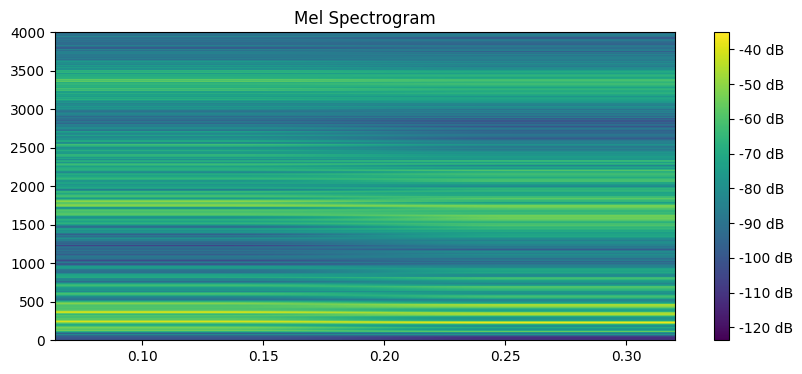 Mel Spectrogram
4000
3500
3000
2500
2000
1500
1000
500
0
0.10 0.15 0.20 0.25 0.30
-40 dB
-50 dB
-60 dB
-70 dB
-80 dB
-90 dB
-100 dB
-110 dB
-120 dB